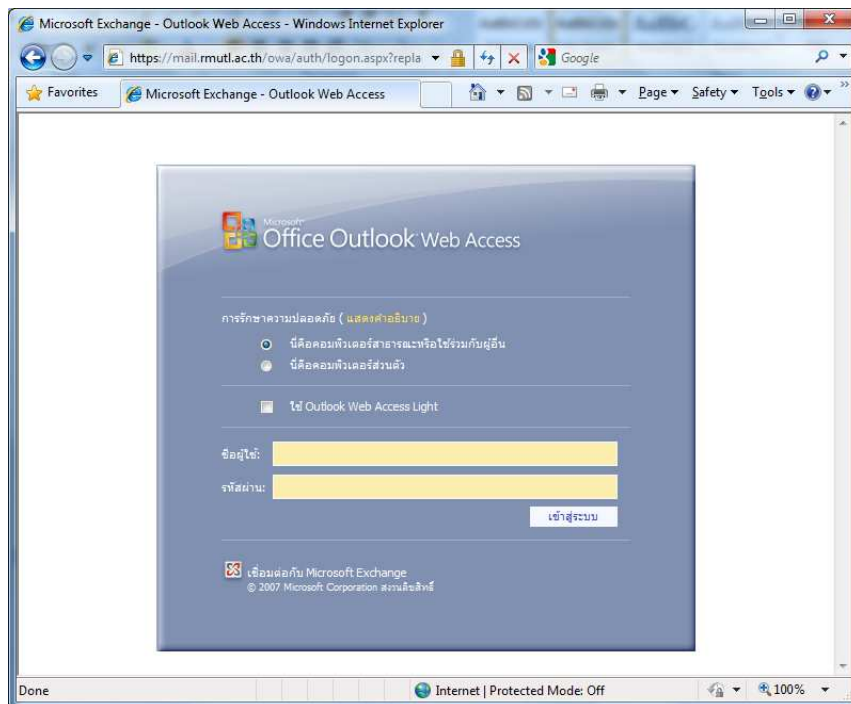 Microsoft Exchange - Outlook Web Access - Windows Internet Explorer
https://mail.rmutl.ac.th/owa/auth/logon.aspx?repla
Google
Favorites
Microsoft Exchange - Outlook Web Access
Page
Safety
Tools
Microsoft
Office Outlook Web Access
การรักษาความปลอดภัย ( แสดงคำอธิบาย )
นี่คือคอมพิวเตอร์สาธารณะหรือใช้ร่วมกับผู้อื่น
นี่คือคอมพิวเตอร์ส่วนตัว
ใช้ Outlook Web Access Light
ชื่อผู้ใช้:
รหัสผ่าน:
เข้าสู่ระบบ
เชื่อมต่อกับ Microsoft Exchange
© 2007 Microsoft Corporation สงวนลิขสิทธิ์
Done
Internet | Protected Mode: Off
100%